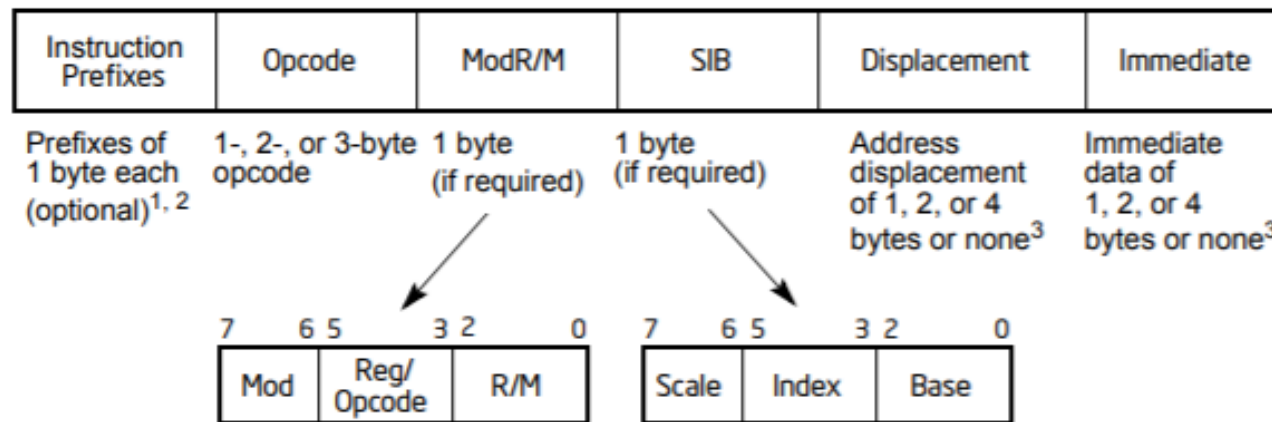 Instruction
Prefixes
Opcode
ModR/M
SIB
Displacement
Immediate
Prefixes of
1 byte each
(optional)1, 2
1-, 2-, or 3-byte
opcode
1 byte
(if required)
1 byte
(if required)
Address
displacement
of 1, 2, or 4
bytes or none3
Immediate
data of
1, 2, or 4
bytes or none3
7 6 5 3 2 0
Mod
Reg/
Opcode
R/M
7 6 5 3 2 0
Scale
Index
Base